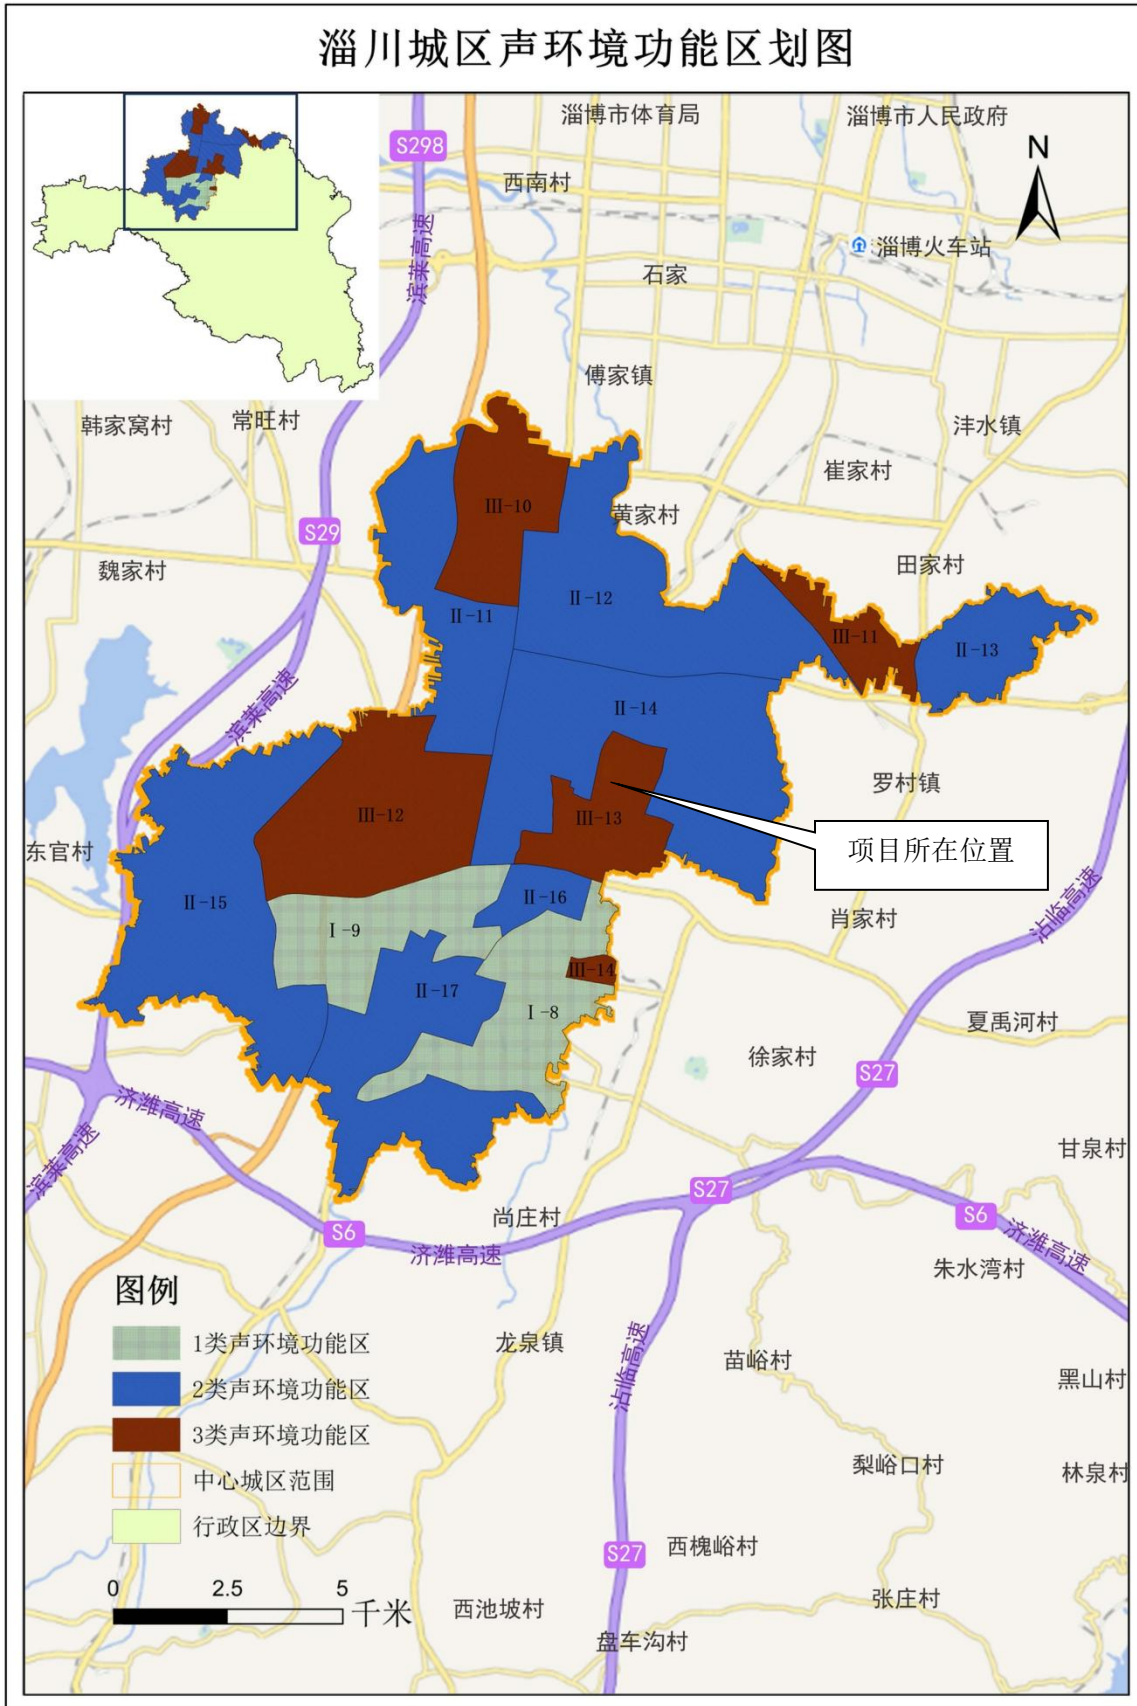 淄川城区声环境功能区划图
淄博市体育局
淄博市人民政府
S298
N
西南村
滨莱高速
淄博火车站
石家
傅家镇
韩家窝村
常旺村
沣水镇
崔家村
III-10
黄家村
S29
魏家村
田家村
II-12
II-11
III-11
II-13
滨莱高速
II-14
罗村镇
III-12
III-13
项目所在位置
东官村
II-15
II-16
沾临高速
肖家村
I-9
III-14
II-17
I-8
夏禹河村
徐家村
S27
济潍高速
滨莱高速
甘泉村
S27
尚庄村
S6
S6
济潍高速
济潍高速
朱水湾村
图例
1类声环境功能区
2类声环境功能区
3类声环境功能区
中心城区范围
行政区边界
龙泉镇
沾临高速
苗峪村
黑山村
梨峪口村
林泉村
S27
西槐峪村
0 2.5 5
千米
西池坡村
张庄村
盘车沟村